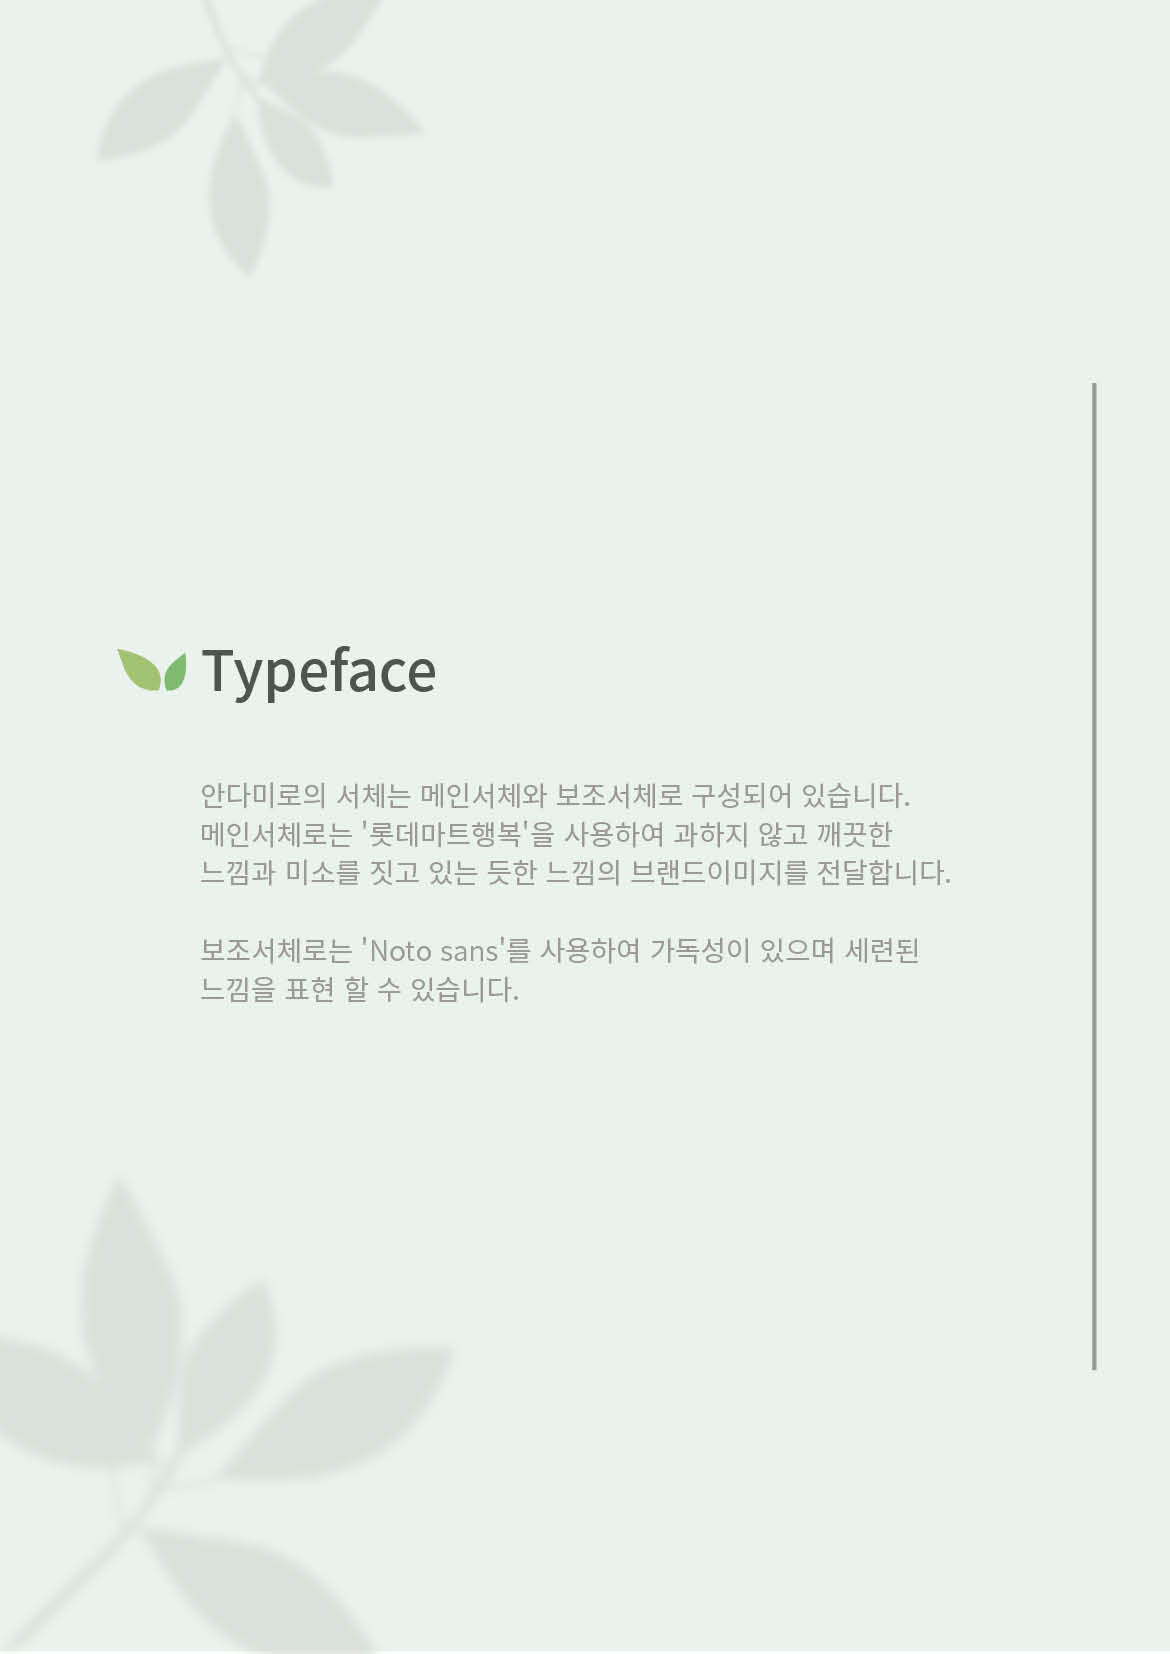 Typeface
안다미로의 서체는 메인서체와 보조서체로 구성되어 있습니다.
메인서체로는 '롯데마트행복'을 사용하여 과하지 않고 깨끗한
느낌과 미소를 짓고 있는 듯한 느낌의 브랜드이미지를 전달합니다.
보조서체로는 'Noto sans'를 사용하여 가독성이 있으며 세련된
느낌을 표현 할 수 있습니다.